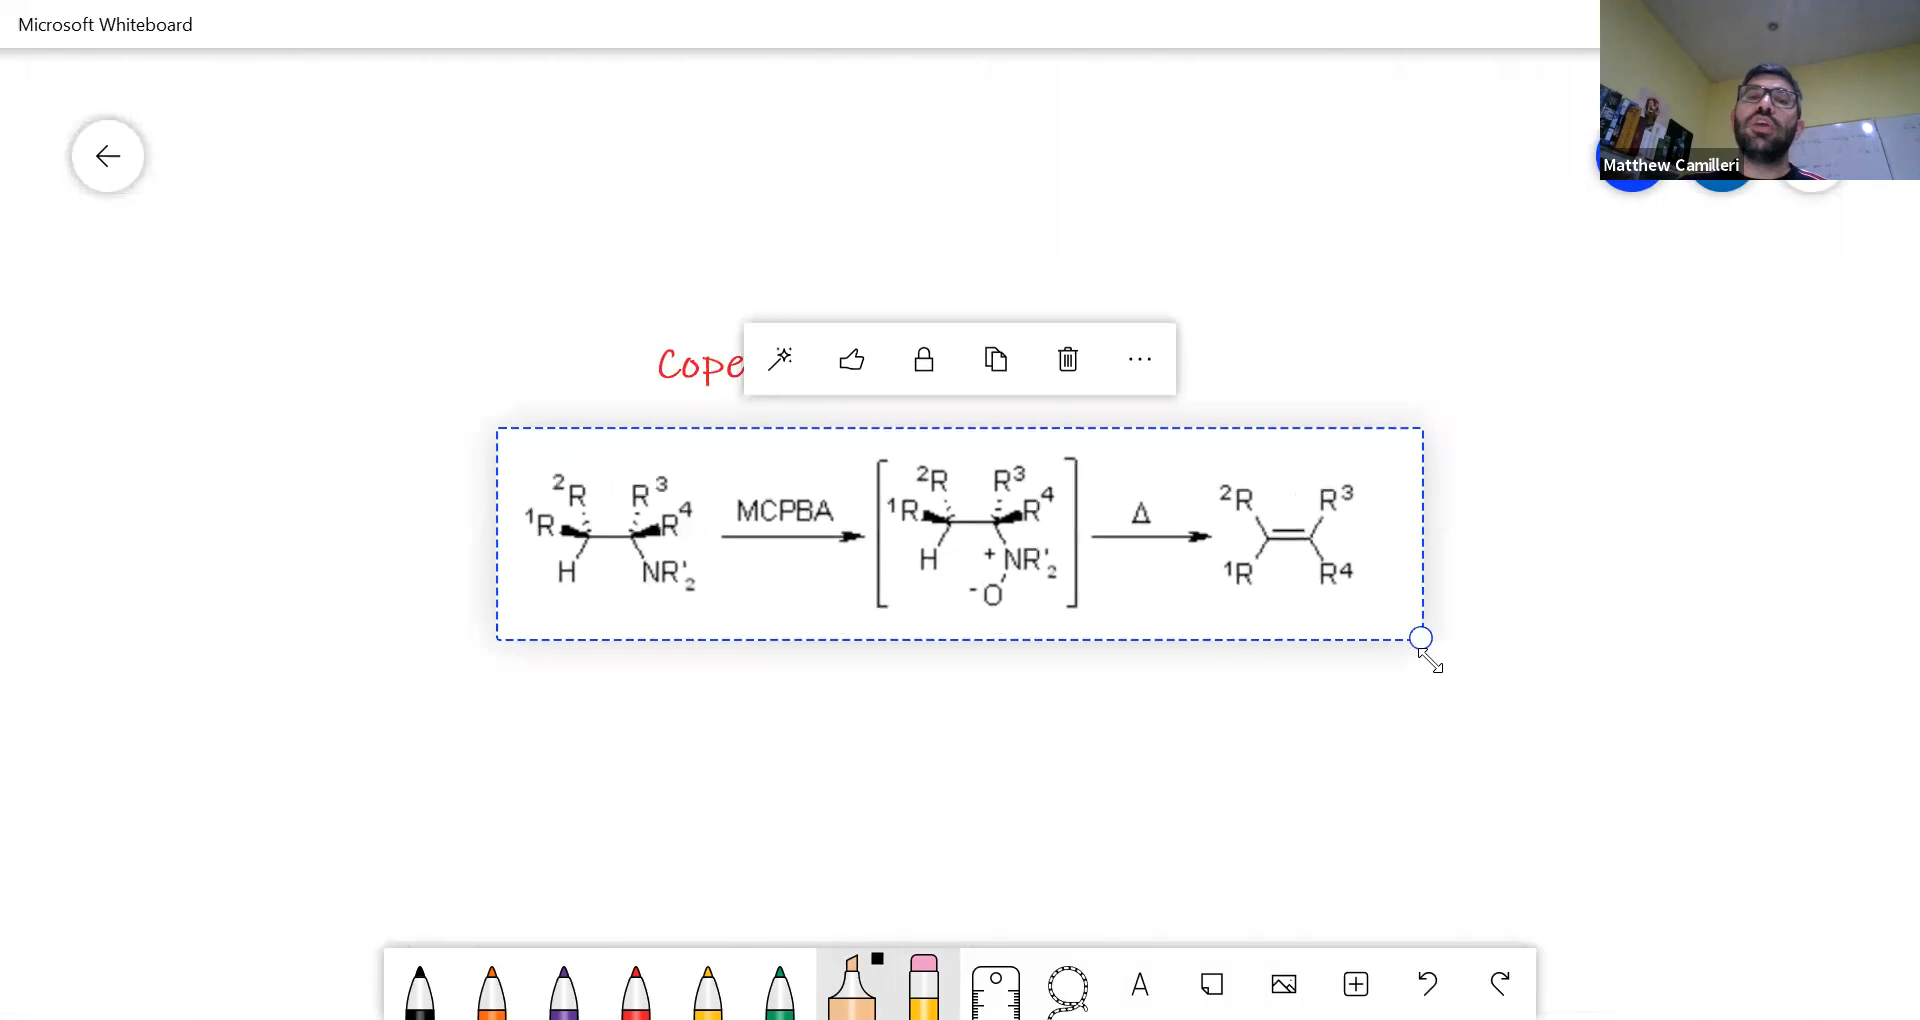 Microsoft Whiteboard
Matthew Camilleri
Cope
²R R³ MCPBA ²R R³ Δ ²R R³
¹R R⁴ ¹R R⁴
H NR'₂ H + NR'₂ ¹R R⁴
⁻O
A